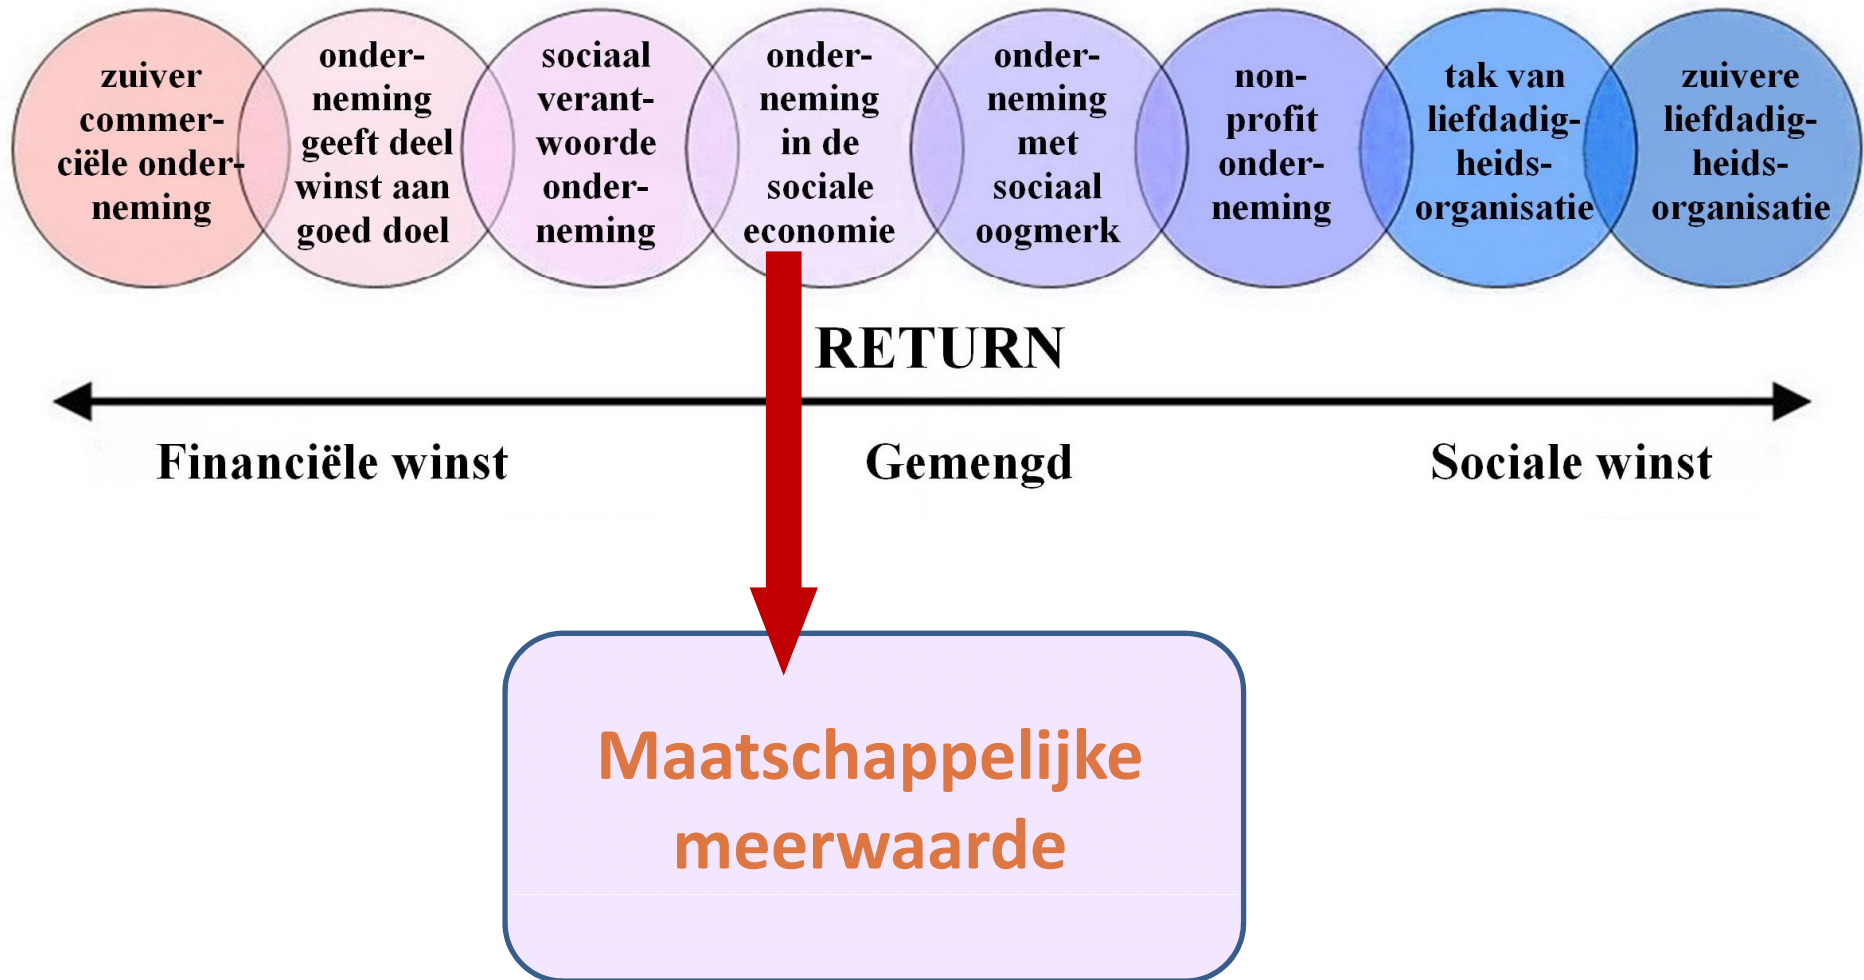 zuiver
commer-
ciële onder-
neming
onder-
neming
geeft deel
winst aan
goed doel
sociaal
verant-
woorde
onder-
neming
onder-
neming
in de
sociale
economie
onder-
neming
met
sociaal
oogmerk
non-
profit
onder-
neming
tak van
liefdadig-
heids-
organisatie
zuivere
liefdadig-
heids-
organisatie
RETURN
Financiële winst
Gemengd
Sociale winst
Maatschappelijke
meerwaarde